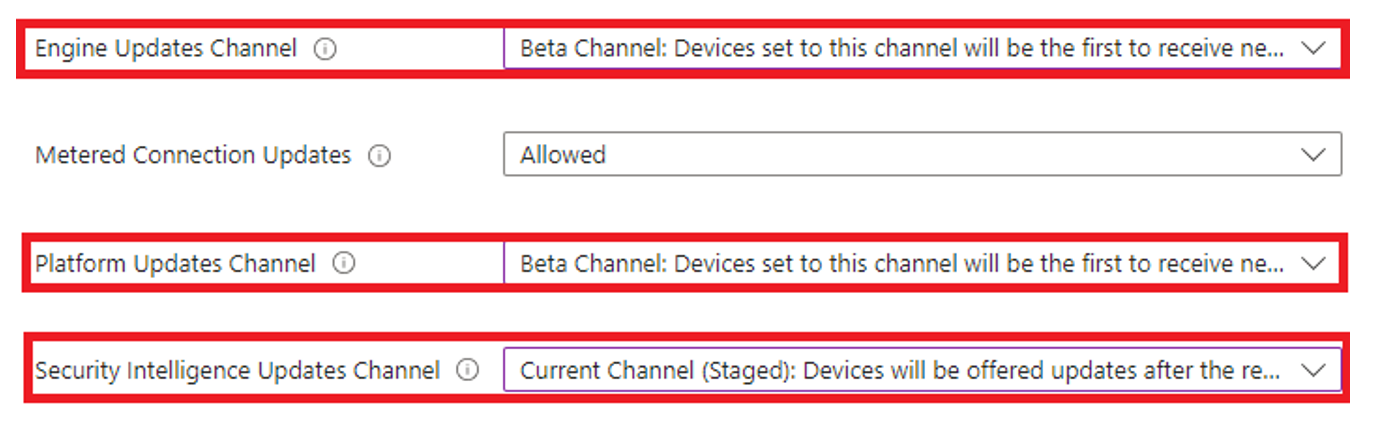 Engine Updates Channel Beta Channel: Devices set to this channel will be the first to receive ne...
Metered Connection Updates Allowed
Platform Updates Channel Beta Channel: Devices set to this channel will be the first to receive ne...
Security Intelligence Updates Channel Current Channel (Staged): Devices will be offered updates after the re...